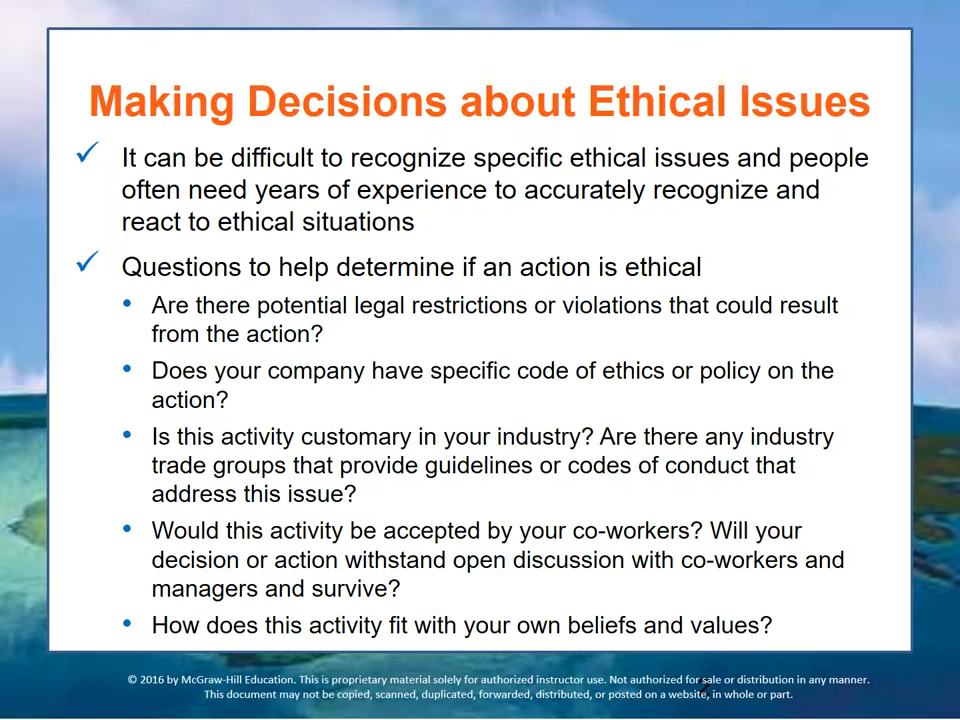 Making Decisions about Ethical Issues
✓ It can be difficult to recognize specific ethical issues and people
often need years of experience to accurately recognize and
react to ethical situations
✓ Questions to help determine if an action is ethical
• Are there potential legal restrictions or violations that could result
from the action?
• Does your company have specific code of ethics or policy on the
action?
• Is this activity customary in your industry? Are there any industry
trade groups that provide guidelines or codes of conduct that
address this issue?
• Would this activity be accepted by your co-workers? Will your
decision or action withstand open discussion with co-workers and
managers and survive?
• How does this activity fit with your own beliefs and values?
© 2016 by McGraw-Hill Education. This is proprietary material solely for authorized instructor use. Not authorized for sale or distribution in any manner.
This document may not be copied, scanned, duplicated, forwarded, distributed, or posted on a website, in whole or part.